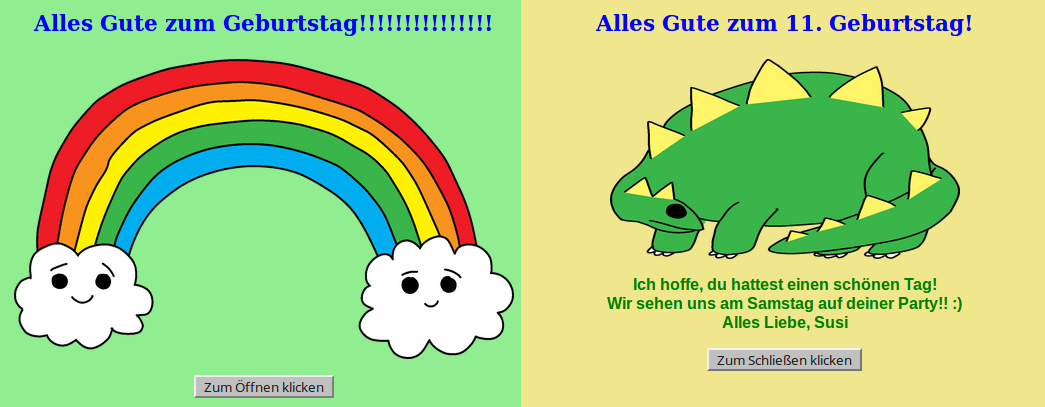 Alles Gute zum Geburtstag!!!!!!!!!!!!!!!
Zum Öffnen klicken
Alles Gute zum 11. Geburtstag!
Ich hoffe, du hattest einen schönen Tag!
Wir sehen uns am Samstag auf deiner Party!! :)
Alles Liebe, Susi
Zum Schließen klicken